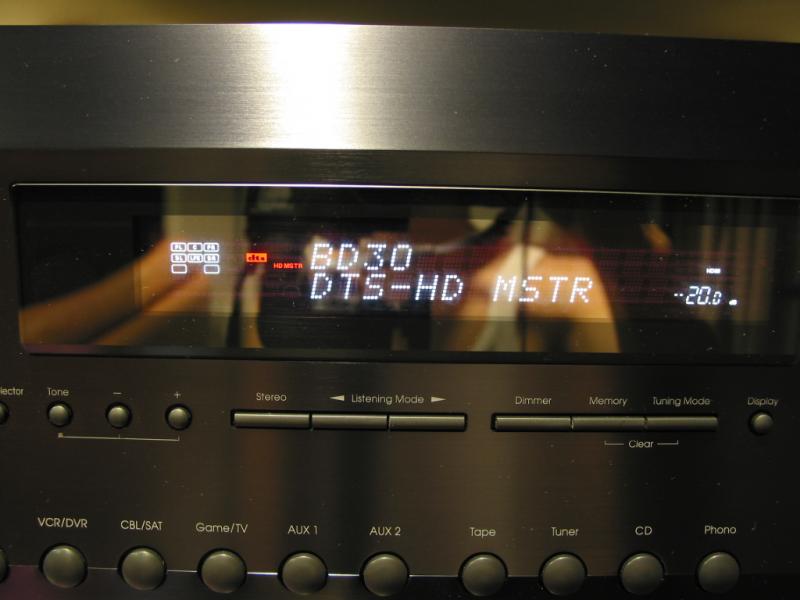 FL C FR
SL LFE SR
dts
HD MSTR
BD30
DTS-HD MSTR
-20.0 dB
lector
Tone
- +
Stereo
Listening Mode
Dimmer
Memory
Tuning Mode
Display
Clear
VCR/DVR
CBL/SAT
Game/TV
AUX 1
AUX 2
Tape
Tuner
CD
Phono